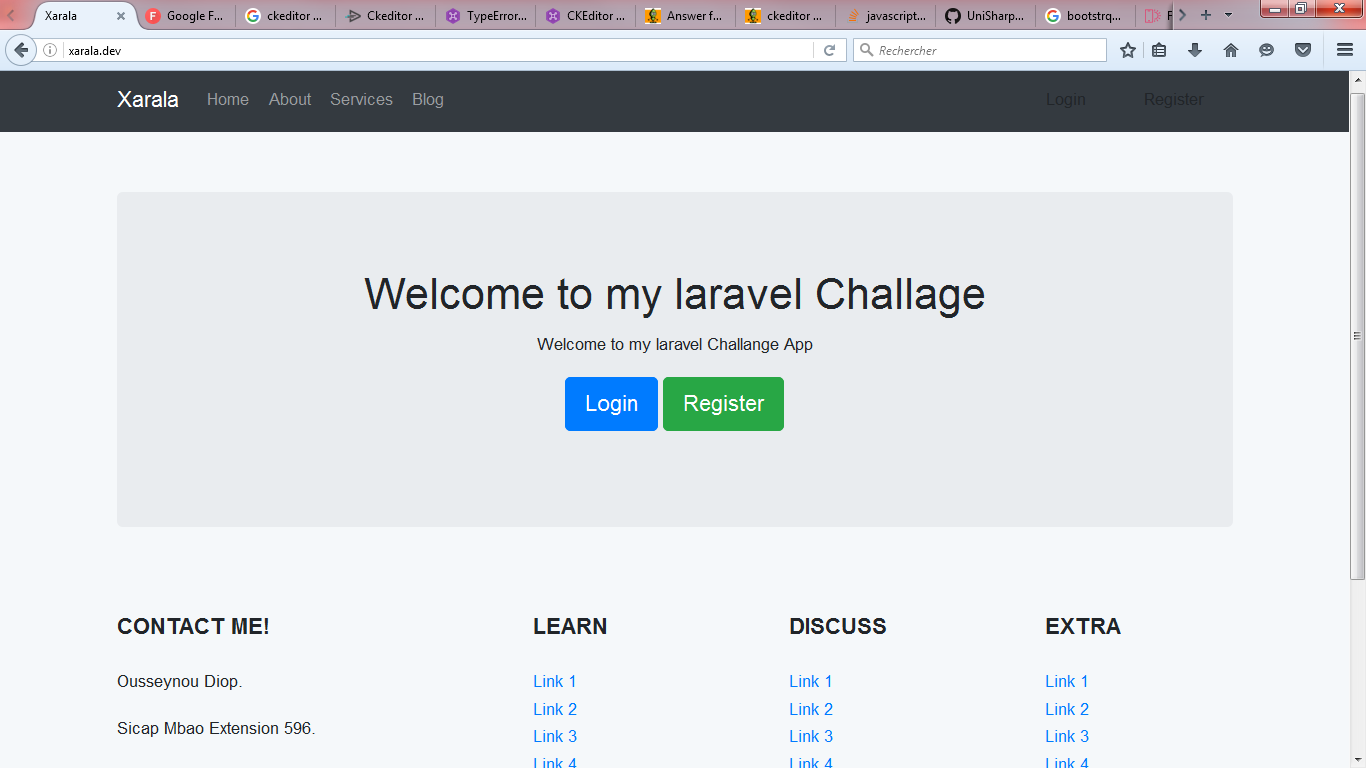 Xarala
Google F...
ckeditor ...
Ckeditor ...
TypeError...
CKEditor ...
Answer f...
ckeditor ...
javascript...
UniSharp...
bootstrq...
xarala.dev
Rechercher
Xarala Home About Services Blog Login Register
Welcome to my laravel Challage
Welcome to my laravel Challange App
Login Register
CONTACT ME!
Ousseynou Diop.
Sicap Mbao Extension 596.
LEARN
Link 1
Link 2
Link 3
Link 4
DISCUSS
Link 1
Link 2
Link 3
Link 4
EXTRA
Link 1
Link 2
Link 3
Link 4